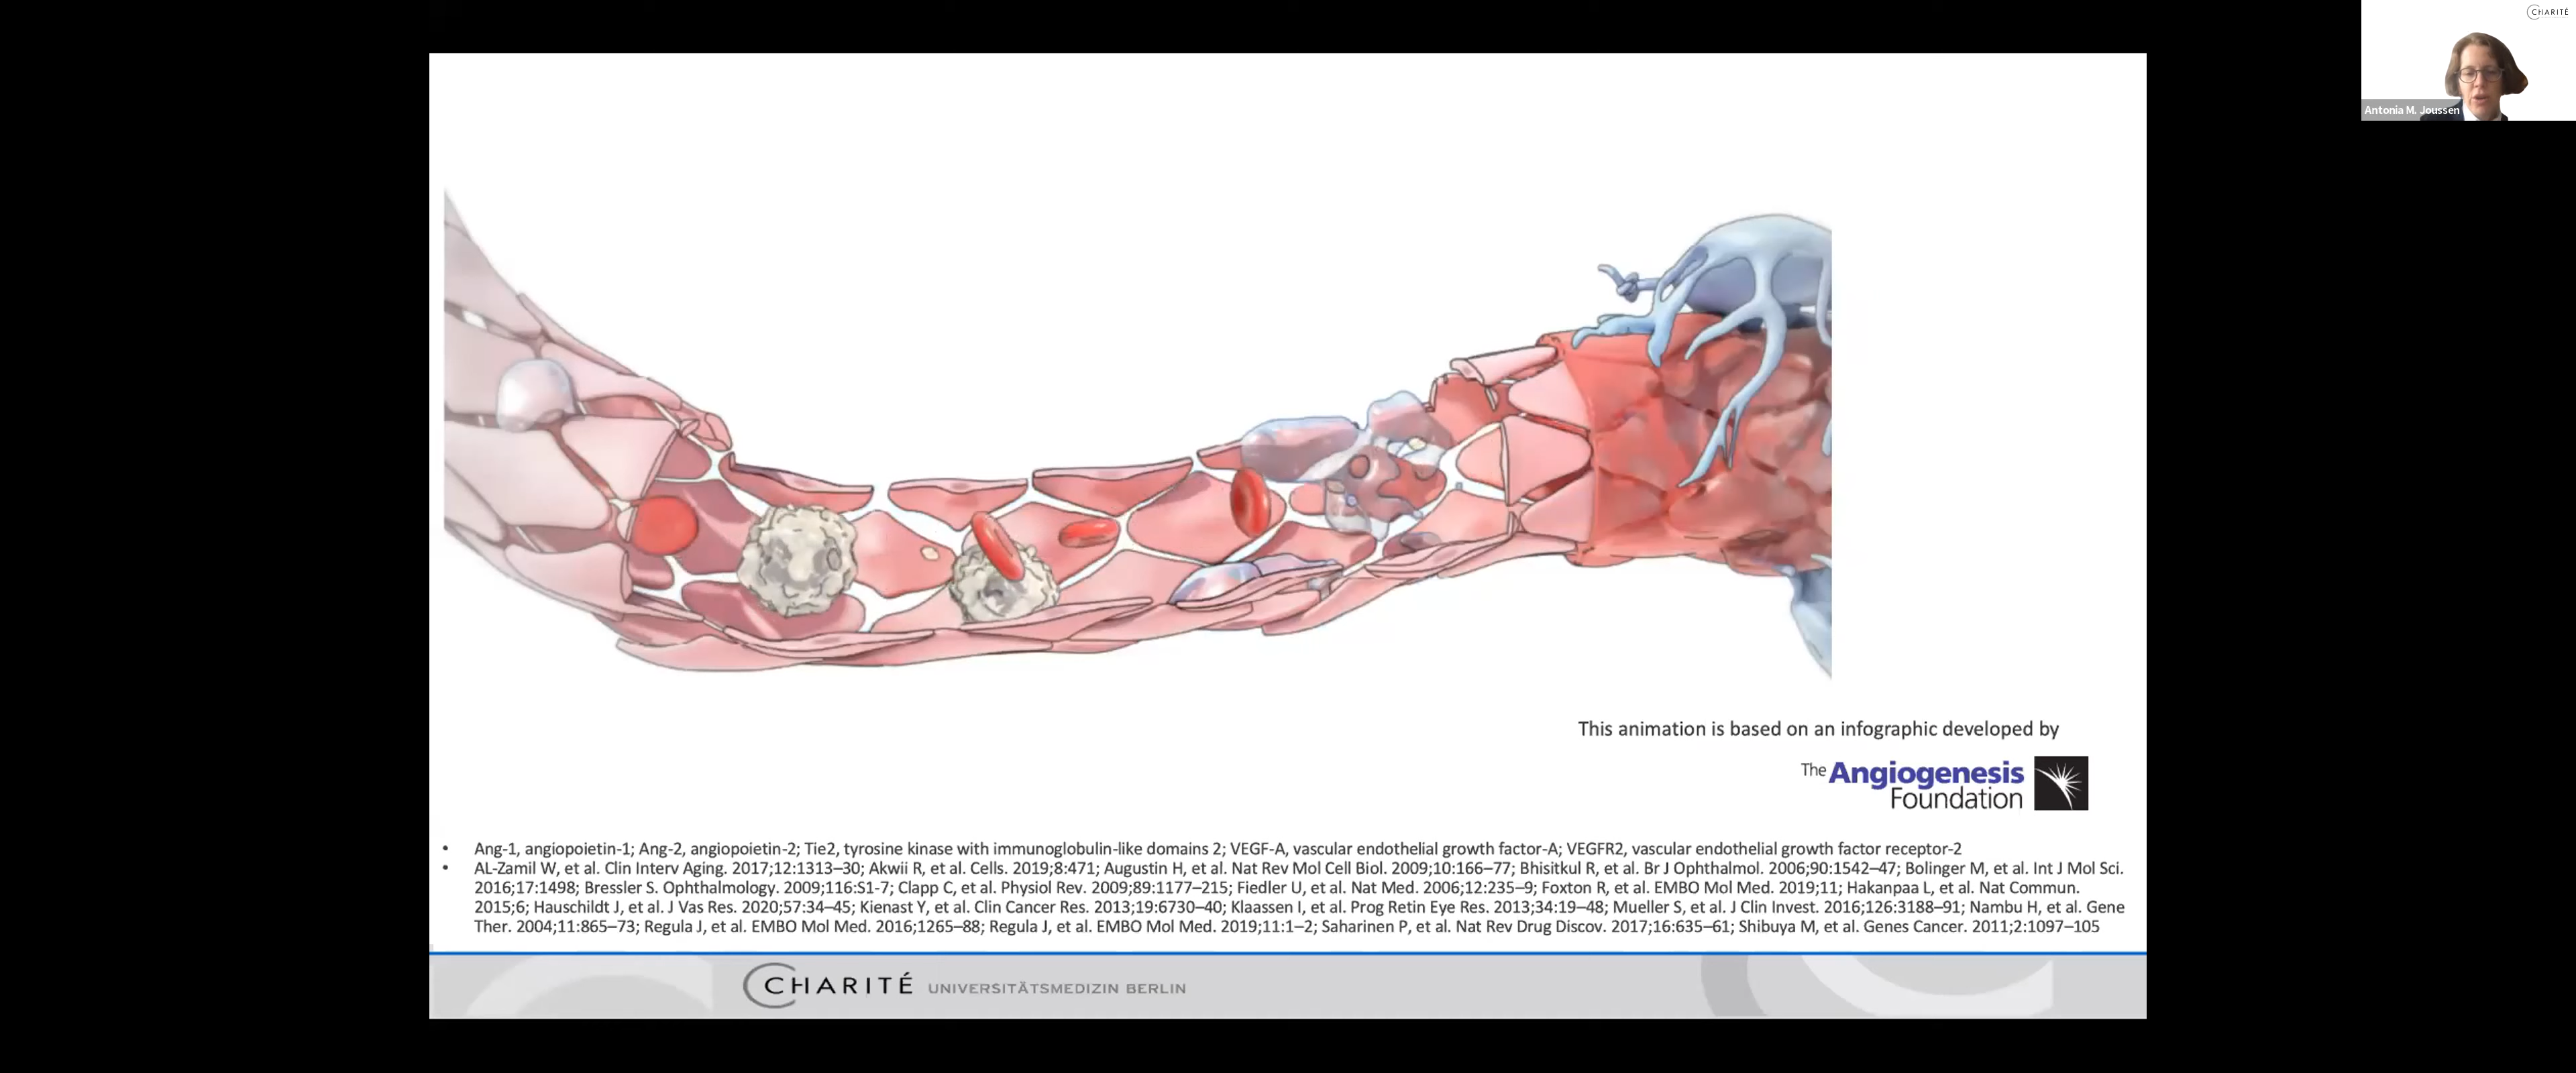 CHARITÉ
Antonia M. Joussen
This animation is based on an infographic developed by
The Angiogenesis
Foundation
• Ang-1, angiopoietin-1; Ang-2, angiopoietin-2; Tie2, tyrosine kinase with immunoglobulin-like domains 2; VEGF-A, vascular endothelial growth factor-A; VEGFR2, vascular endothelial growth factor receptor-2
• AL-Zamil W, et al. Clin Interv Aging. 2017;12:1313–30; Akwii R, et al. Cells. 2019;8:471; Augustin H, et al. Nat Rev Mol Cell Biol. 2009;10:166–77; Bhisitkul R, et al. Br J Ophthalmol. 2006;90:1542–47; Bolinger M, et al. Int J Mol Sci.
2016;17:1498; Bressler S. Ophthalmology. 2009;116:S1-7; Clapp C, et al. Physiol Rev. 2009;89:1177–215; Fiedler U, et al. Nat Med. 2006;12:235–9; Foxton R, et al. EMBO Mol Med. 2019;11; Hakanpaa L, et al. Nat Commun.
2015;6; Hauschildt J, et al. J Vas Res. 2020;57:34–45; Kienast Y, et al. Clin Cancer Res. 2013;19:6730–40; Klaassen I, et al. Prog Retin Eye Res. 2013;34:19–48; Mueller S, et al. J Clin Invest. 2016;126:3188–91; Nambu H, et al. Gene
Ther. 2004;11:865–73; Regula J, et al. EMBO Mol Med. 2016;1265–88; Regula J, et al. EMBO Mol Med. 2019;11:1–2; Saharinen P, et al. Nat Rev Drug Discov. 2017;16:635–61; Shibuya M, et al. Genes Cancer. 2011;2:1097–105
CHARITÉ UNIVERSITÄTSMEDIZIN BERLIN